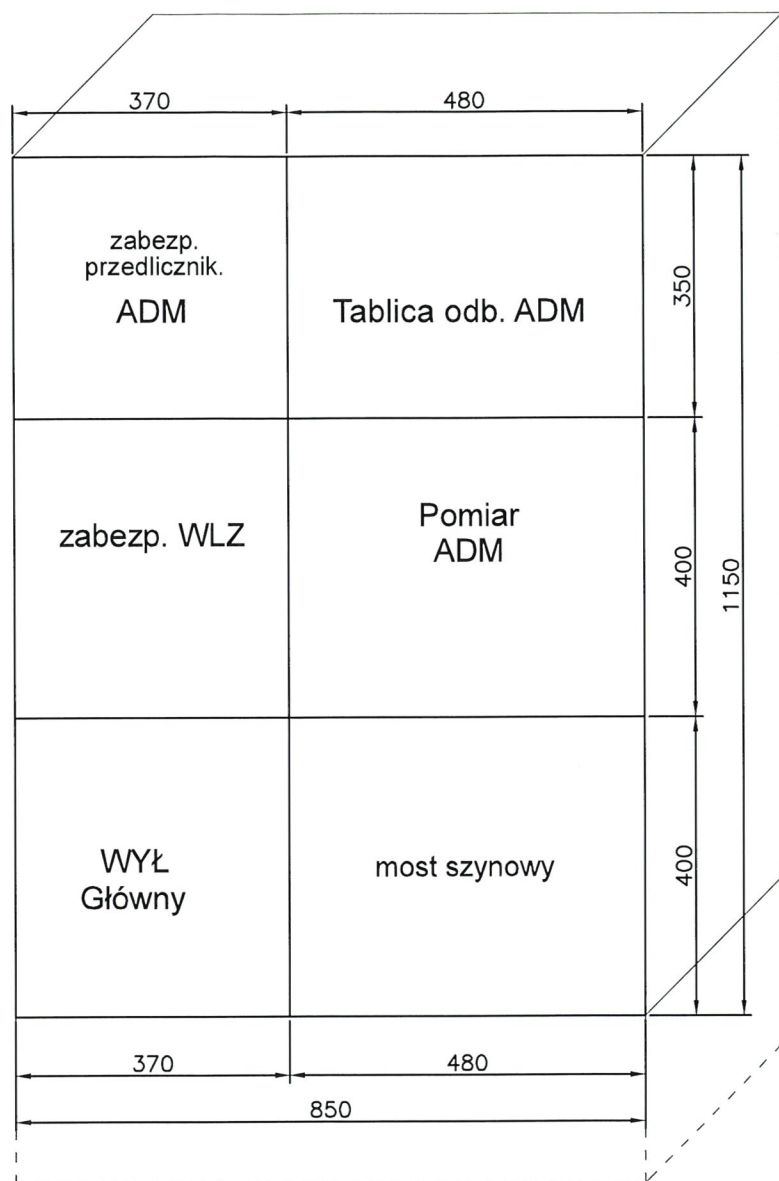 370
480
zabezp.
przedlicznik.
ADM
Tablica odb. ADM
350
zabezp. WLZ
Pomiar
ADM
400
1150
WYŁ
Główny
most szynowy
400
370
480
850